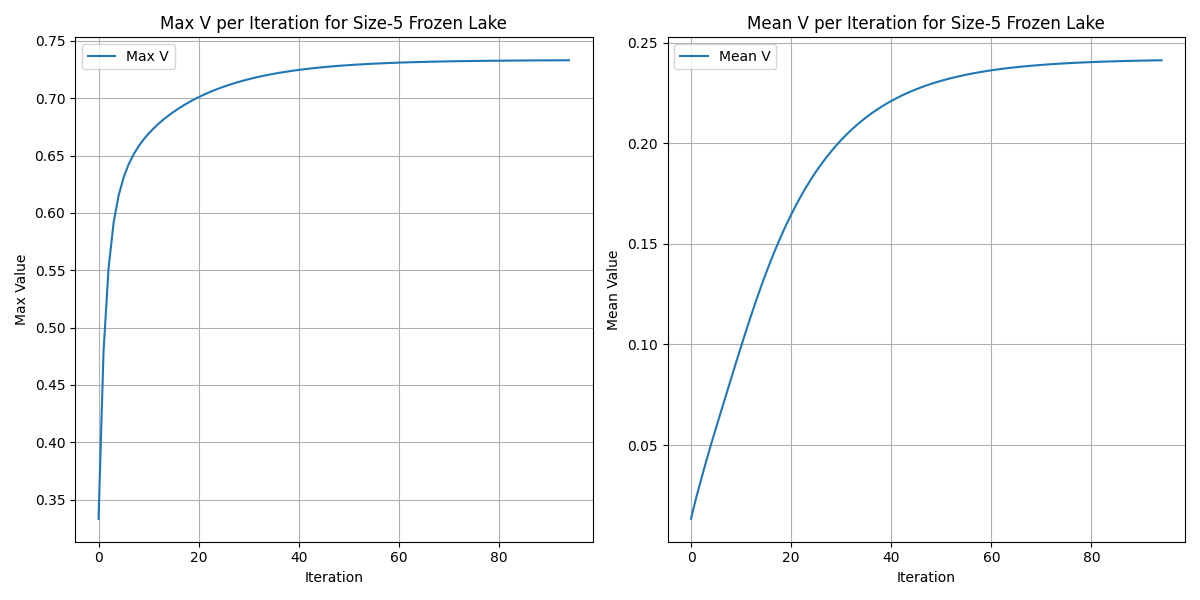 Max V per Iteration for Size-5 Frozen Lake
Max V
0.75
0.70
0.65
0.60
0.55
0.50
0.45
0.40
0.35
Max Value
0 20 40 60 80
Iteration
Mean V per Iteration for Size-5 Frozen Lake
Mean V
0.25
0.20
0.15
0.10
0.05
Mean Value
0 20 40 60 80
Iteration